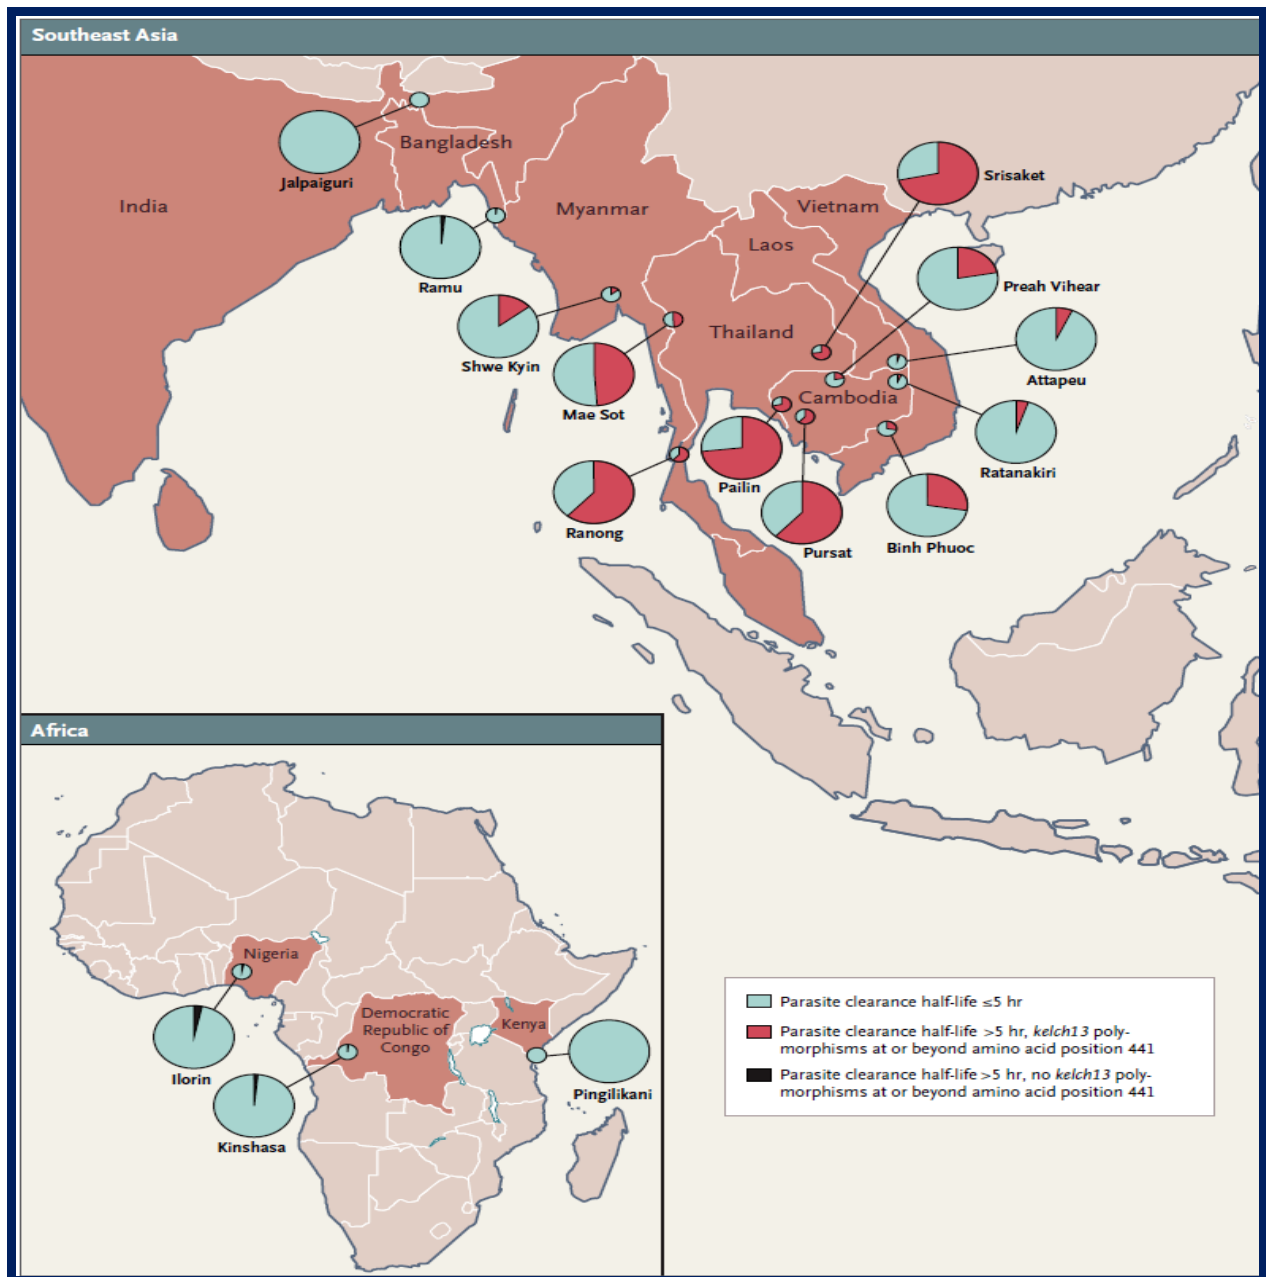 Southeast Asia
India
Jalpaiguri
Bangladesh
Ramu
Myanmar
Shwe Kyin
Mae Sot
Ranong
Thailand
Laos
Vietnam
Srisaket
Preah Vihear
Attapeu
Cambodia
Ratanakiri
Pailin
Pursat
Binh Phuoc
Africa
Nigeria
Ilorin
Democratic
Republic of
Congo
Kinshasa
Kenya
Pingilikani
Parasite clearance half-life ≤5 hr
Parasite clearance half-life >5 hr, kelch13 poly-
morphisms at or beyond amino acid position 441
Parasite clearance half-life >5 hr, no kelch13 poly-
morphisms at or beyond amino acid position 441